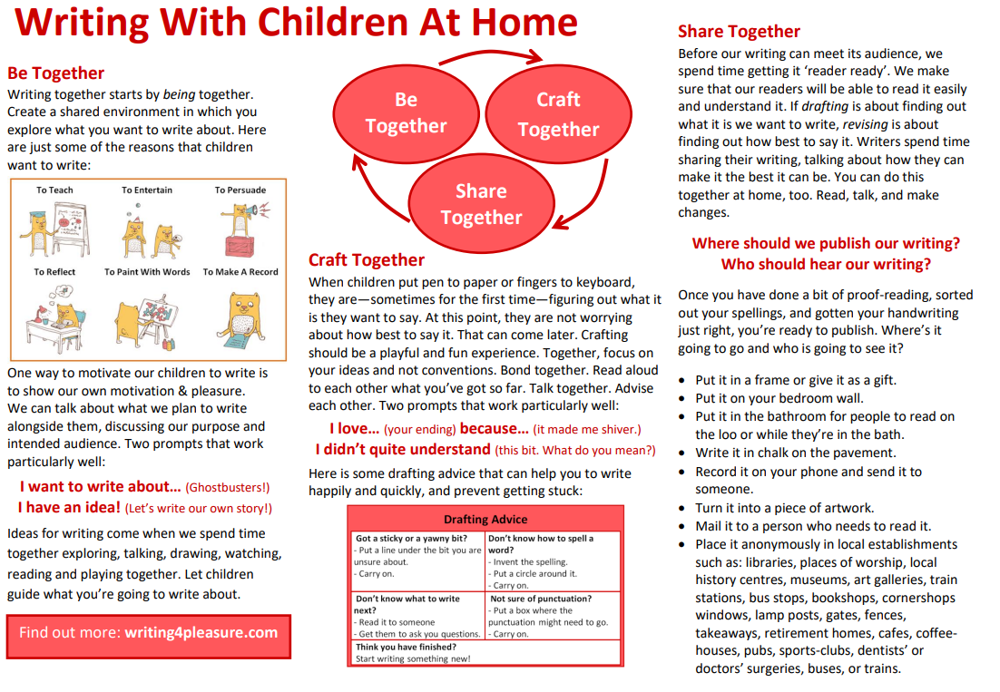 Writing With Children At Home
Be Together
Writing together starts by being together.
Create a shared environment in which you
explore what you want to write about. Here
are just some of the reasons that children
want to write:
To Teach
To Entertain
To Persuade
To Reflect
To Paint With Words
To Make A Record
One way to motivate our children to write is
to show our own motivation & pleasure.
We can talk about what we plan to write
alongside them, discussing our purpose and
intended audience. Two prompts that work
particularly well:
I want to write about… (Ghostbusters!)
I have an idea! (Let’s write our own story!)
Ideas for writing come when we spend time
together exploring, talking, drawing, watching,
reading and playing together. Let children
guide what you’re going to write about.
Find out more: writing4pleasure.com
Be
Together
Craft
Together
Share
Together
Craft Together
When children put pen to paper or fingers to keyboard,
they are—sometimes for the first time—figuring out what it
is they want to say. At this point, they are not worrying
about how best to say it. That can come later. Crafting
should be a playful and fun experience. Together, focus on
your ideas and not conventions. Bond together. Read aloud
to each other what you’ve got so far. Talk together. Advise
each other. Two prompts that work particularly well:
I love… (your ending) because… (it made me shiver.)
I didn’t quite understand (this bit. What do you mean?)
Here is some drafting advice that can help you to write
happily and quickly, and prevent getting stuck:
Drafting Advice
Got a sticky or a yawny bit?
- Put a line under the bit you are
unsure about.
- Carry on.
Don’t know how to spell a
word?
- Invent the spelling.
- Put a circle around it.
- Carry on.
Don’t know what to write
next?
- Read it to someone
- Get them to ask you questions.
Not sure of punctuation?
- Put a box where the
punctuation might need to go.
- Carry on.
Think you have finished?
Start writing something new!
Share Together
Before our writing can meet its audience, we
spend time getting it ‘reader ready’. We make
sure that our readers will be able to read it easily
and understand it. If drafting is about finding out
what it is we want to write, revising is about
finding out how best to say it. Writers spend time
sharing their writing, talking about how they can
make it the best it can be. You can do this
together at home, too. Read, talk, and make
changes.
Where should we publish our writing?
Who should hear our writing?
Once you have done a bit of proof-reading, sorted
out your spellings, and gotten your handwriting
just right, you’re ready to publish. Where’s it
going to go and who is going to see it?
• Put it in a frame or give it as a gift.
• Put it on your bedroom wall.
• Put it in the bathroom for people to read on
the loo or while they’re in the bath.
• Write it in chalk on the pavement.
• Record it on your phone and send it to
someone.
• Turn it into a piece of artwork.
• Mail it to a person who needs to read it.
• Place it anonymously in local establishments
such as: libraries, places of worship, local
history centres, museums, art galleries, train
stations, bus stops, bookshops, cornershops
windows, lamp posts, gates, fences,
takeaways, retirement homes, cafes, coffee-
houses, pubs, sports-clubs, dentists’ or
doctors’ surgeries, buses, or trains.